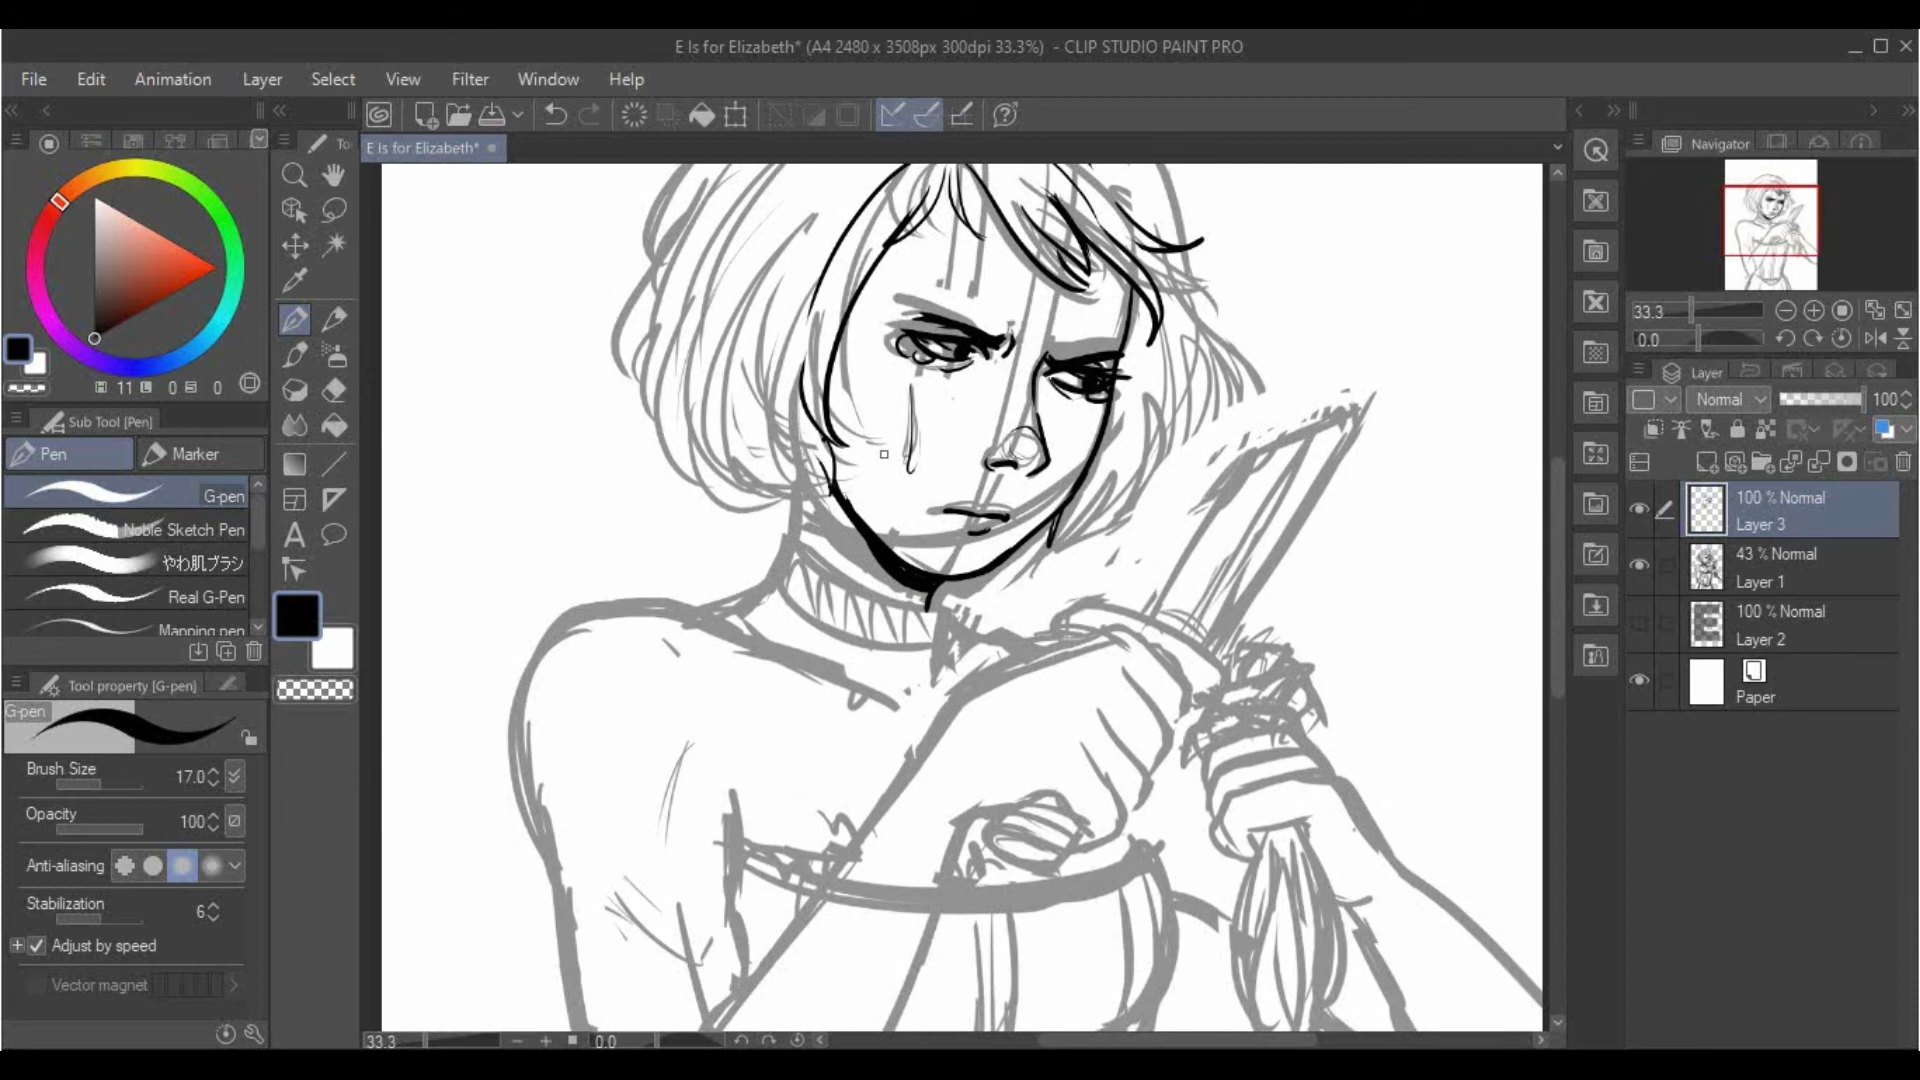 E Is for Elizabeth* (A4 2480 x 3508px 300dpi 33.3%) - CLIP STUDIO PAINT PRO
File Edit Animation Layer Select View Filter Window Help
E Is for Elizabeth*
To
Navigator
33.3
0.0
H 11 L 0 S 0
Sub Tool [Pen]
Pen Marker
G-pen
Noble Sketch Pen
やわ肌ブラシ
Real G-Pen
Mapping pen
Tool property [G-pen]
G-pen
Brush Size 17.0
Opacity 100
Anti-aliasing
Stabilization 6
Adjust by speed
Vector magnet
A
33.3 0.0
Layer
Normal 100
100 % Normal
Layer 3
43 % Normal
Layer 1
100 % Normal
Layer 2
Paper